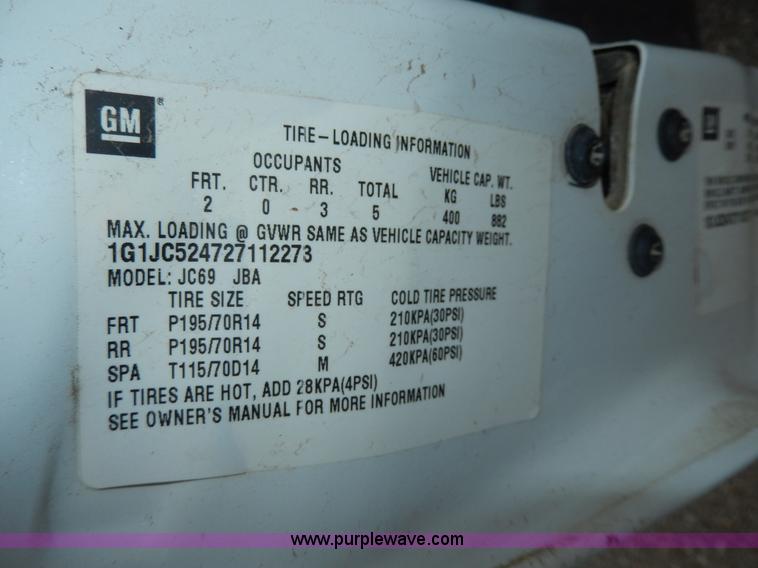 GM
TIRE-LOADING INFORMATION
OCCUPANTS VEHICLE CAP. WT.
FRT. CTR. RR. TOTAL KG LBS
2 0 3 5 400 882
MAX. LOADING @ GVWR SAME AS VEHICLE CAPACITY WEIGHT.
1G1JC524727112273
MODEL: JC69 JBA
TIRE SIZE SPEED RTG COLD TIRE PRESSURE
FRT P195/70R14 S 210KPA(30PSI)
RR P195/70R14 S 210KPA(30PSI)
SPA T115/70D14 M 420KPA(60PSI)
IF TIRES ARE HOT, ADD 28KPA(4PSI)
SEE OWNER'S MANUAL FOR MORE INFORMATION
GM
www.purplewave.com